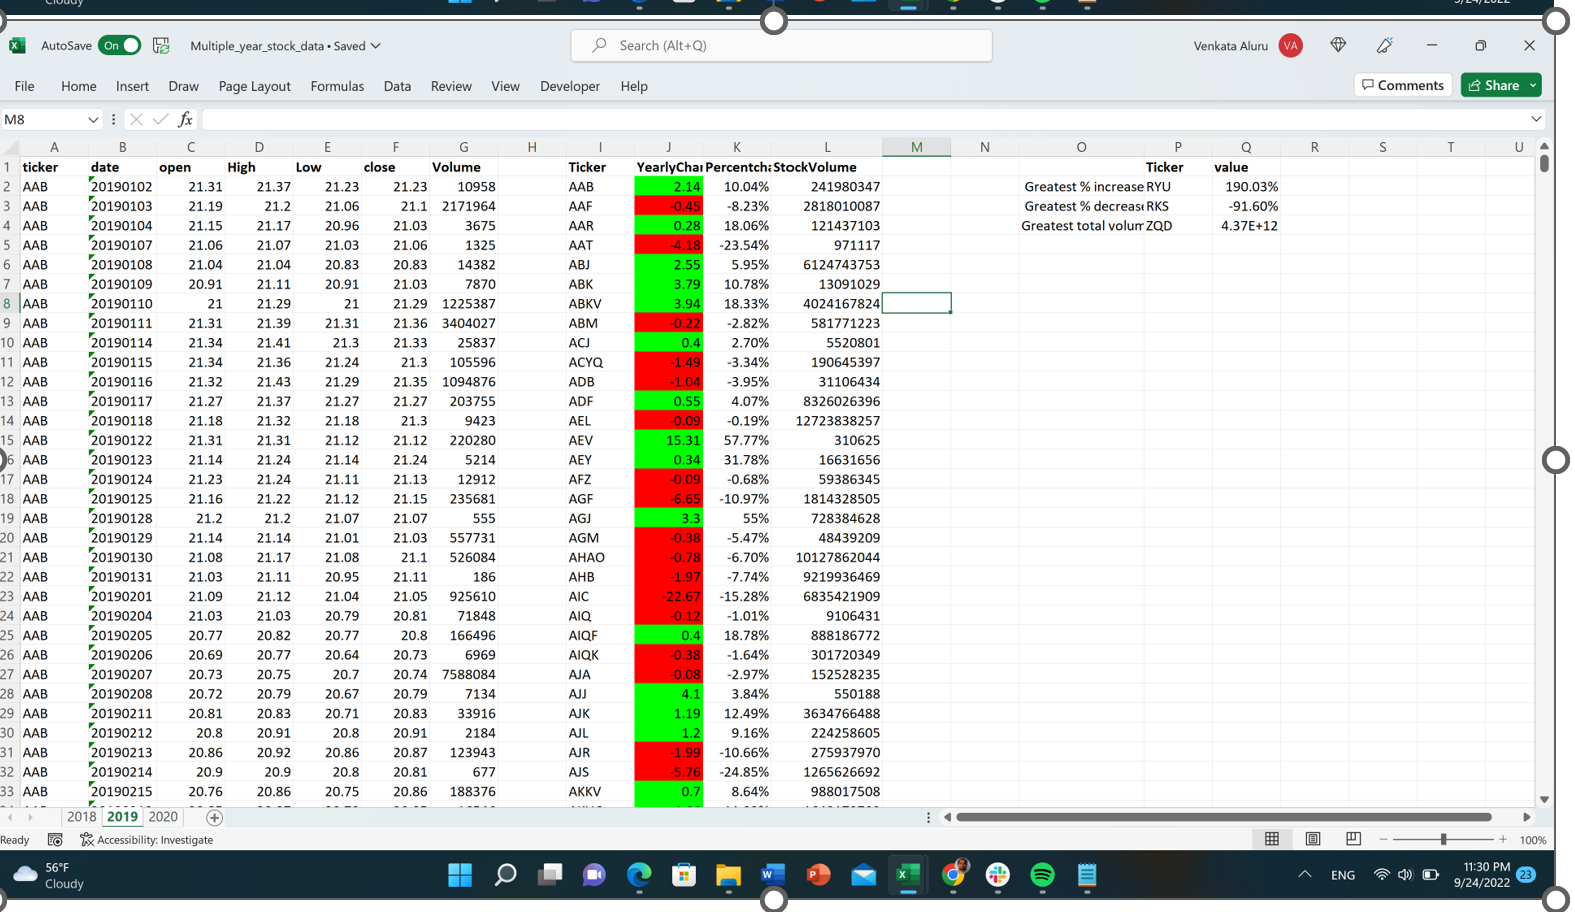 Cloudy
9/24/2022
AutoSave On Multiple_year_stock_data • Saved Search (Alt+Q) Venkata Aluru VA
File Home Insert Draw Page Layout Formulas Data Review View Developer Help Comments Share
M8 fx
A B C D E F G H I J K L M N O P Q R S T U
1 ticker date open High Low close Volume Ticker YearlyChar Percentcha StockVolume Ticker value
2 AAB 20190102 21.31 21.37 21.23 21.23 10958 AAB 2.14 10.04% 241980347 Greatest % increase RYU 190.03%
3 AAB 20190103 21.19 21.2 21.06 21.1 2171964 AAF -0.45 -8.23% 2818010087 Greatest % decreas RKS -91.60%
4 AAB 20190104 21.15 21.17 20.96 21.03 3675 AAR 0.28 18.06% 121437103 Greatest total volum ZQD 4.37E+12
5 AAB 20190107 21.06 21.07 21.03 21.06 1325 AAT -4.18 -23.54% 971117
6 AAB 20190108 21.04 21.04 20.83 20.83 14382 ABJ 2.55 5.95% 6124743753
7 AAB 20190109 20.91 21.11 20.91 21.03 7870 ABK 3.79 10.78% 13091029
8 AAB 20190110 21 21.29 21 21.29 1225387 ABKV 3.94 18.33% 4024167824
9 AAB 20190111 21.31 21.39 21.31 21.36 3404027 ABM -0.22 -2.82% 581771223
10 AAB 20190114 21.34 21.41 21.3 21.33 25837 ACJ 0.4 2.70% 5520801
11 AAB 20190115 21.34 21.36 21.24 21.3 105596 ACYQ -1.49 -3.34% 190645397
12 AAB 20190116 21.32 21.43 21.29 21.35 1094876 ADB -1.04 -3.95% 31106434
13 AAB 20190117 21.27 21.37 21.27 21.27 203755 ADF 0.55 4.07% 8326026396
14 AAB 20190118 21.18 21.32 21.18 21.3 9423 AEL -0.09 -0.19% 12723838257
15 AAB 20190122 21.31 21.31 21.12 21.12 220280 AEV 15.31 57.77% 310625
6 AAB 20190123 21.14 21.24 21.14 21.24 5214 AEY 0.34 31.78% 16631656
17 AAB 20190124 21.23 21.24 21.11 21.13 12912 AFZ -0.09 -0.68% 59386345
18 AAB 20190125 21.16 21.22 21.12 21.15 235681 AGF -6.65 -10.97% 1814328505
19 AAB 20190128 21.2 21.2 21.07 21.07 555 AGJ 3.3 55% 728384628
20 AAB 20190129 21.14 21.14 21.01 21.03 557731 AGM -0.38 -5.47% 48439209
21 AAB 20190130 21.08 21.17 21.08 21.1 526084 AHAO -0.78 -6.70% 10127862044
22 AAB 20190131 21.03 21.11 20.95 21.11 186 AHB -1.97 -7.74% 9219936469
23 AAB 20190201 21.09 21.12 21.04 21.05 925610 AIC -22.67 -15.28% 6835421909
24 AAB 20190204 21.03 21.03 20.79 20.81 71848 AIQ -0.12 -1.01% 9106431
25 AAB 20190205 20.77 20.82 20.77 20.8 166496 AIQF 0.4 18.78% 888186772
26 AAB 20190206 20.69 20.77 20.64 20.73 6969 AIQK -0.38 -1.64% 301720349
27 AAB 20190207 20.73 20.75 20.7 20.74 7588084 AJA -0.08 -2.97% 152528235
28 AAB 20190208 20.72 20.79 20.67 20.79 7134 AJJ 4.1 3.84% 550188
29 AAB 20190211 20.81 20.83 20.71 20.83 33916 AJK 1.19 12.49% 3634766488
30 AAB 20190212 20.8 20.91 20.8 20.91 2184 AJL 1.2 9.16% 224258605
31 AAB 20190213 20.86 20.92 20.86 20.87 123943 AJR -1.99 -10.66% 275937970
32 AAB 20190214 20.9 20.9 20.8 20.81 677 AJS -5.76 -24.85% 1265626692
33 AAB 20190215 20.76 20.86 20.75 20.86 188376 AKKV 0.7 8.64% 988017508
2018 2019 2020
Ready Accessibility: Investigate 100%
56°F
Cloudy
ENG
11:30 PM
9/24/2022
23